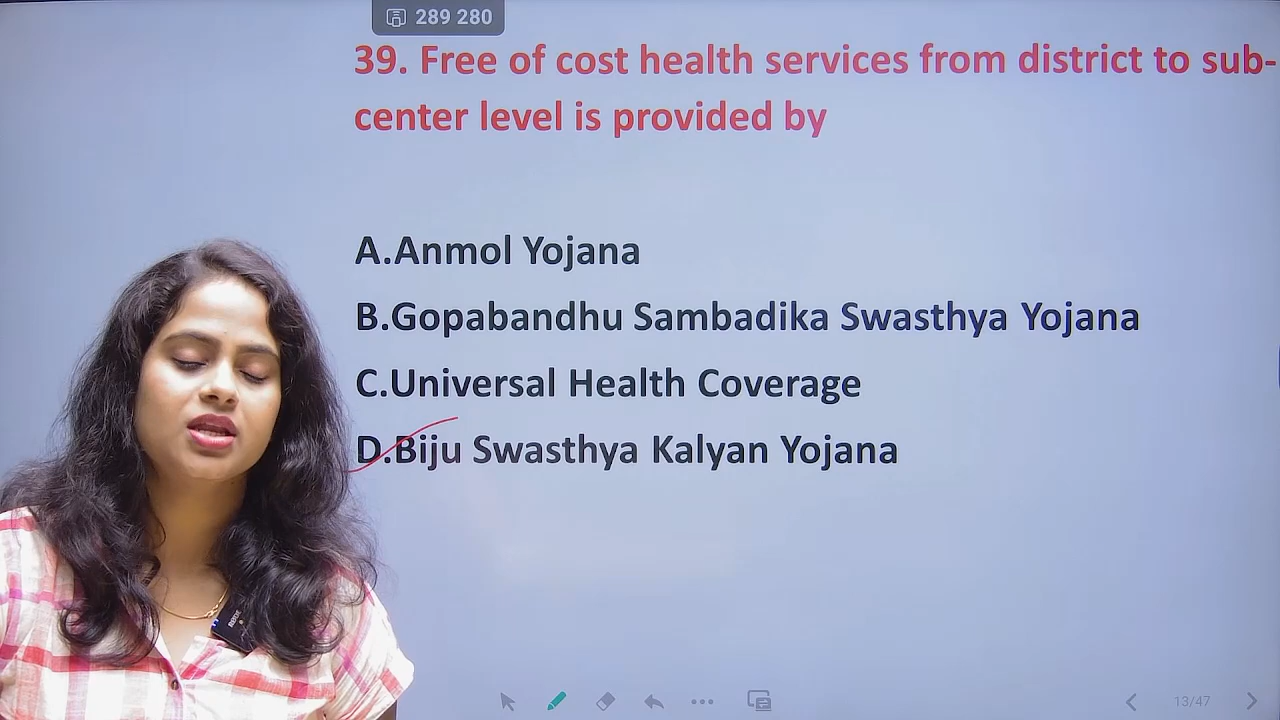 289 280
39. Free of cost health services from district to sub-
center level is provided by
A.Anmol Yojana
B.Gopabandhu Sambadika Swasthya Yojana
C.Universal Health Coverage
D.Biju Swasthya Kalyan Yojana
13/47